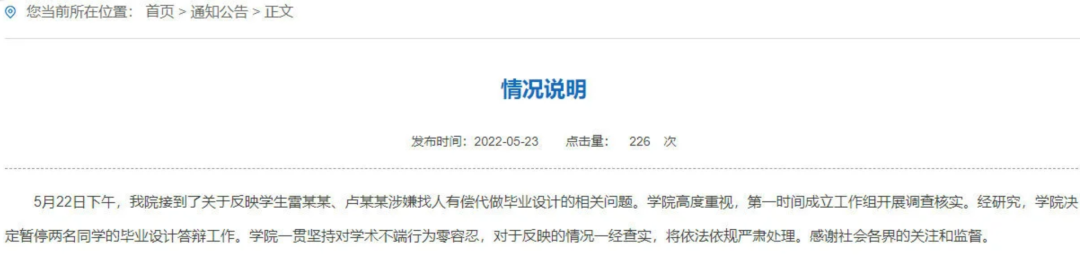 您当前所在位置： 首页 > 通知公告 > 正文
情况说明
发布时间：2022-05-23 点击量： 226 次
5月22日下午，我院接到了关于反映学生雷某某、卢某某涉嫌找人有偿代做毕业设计的相关问题。学院高度重视，第一时间成立工作组开展调查核实。经研究，学院决
定暂停两名同学的毕业设计答辩工作。学院一贯坚持对学术不端行为零容忍，对于反映的情况一经查实，将依法依规严肃处理。感谢社会各界的关注和监督。